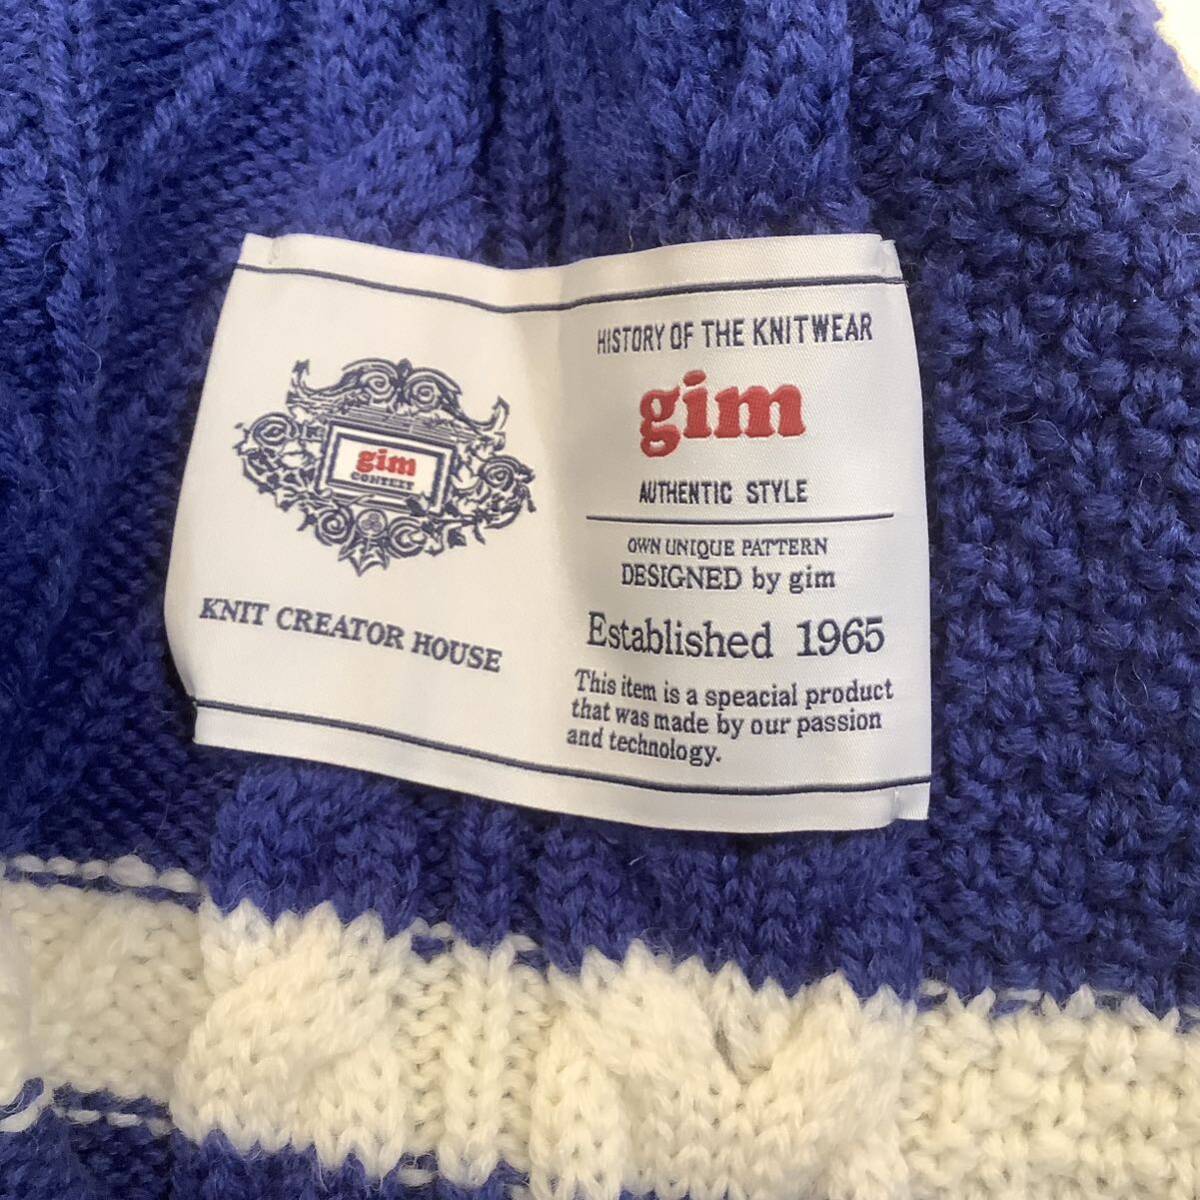 gim
CONTEXT
KNIT CREATOR HOUSE
HISTORY OF THE KNITWEAR
gim
AUTHENTIC STYLE
OWN UNIQUE PATTERN
DESIGNED by gim
Established 1965
This item is a speacial product
that was made by our passion
and technology.